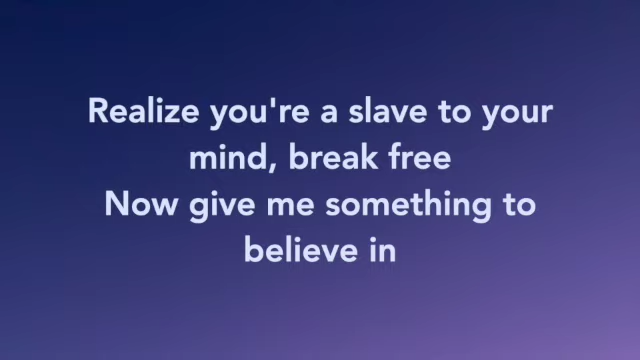 Realize you're a slave to your
mind, break free
Now give me something to
believe in